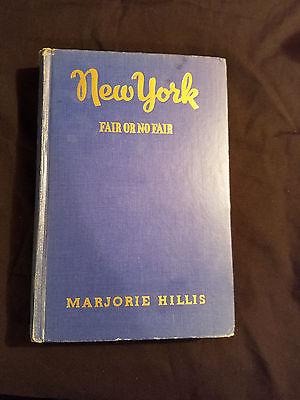 New York
FAIR OR NO FAIR
MARJORIE HILLIS